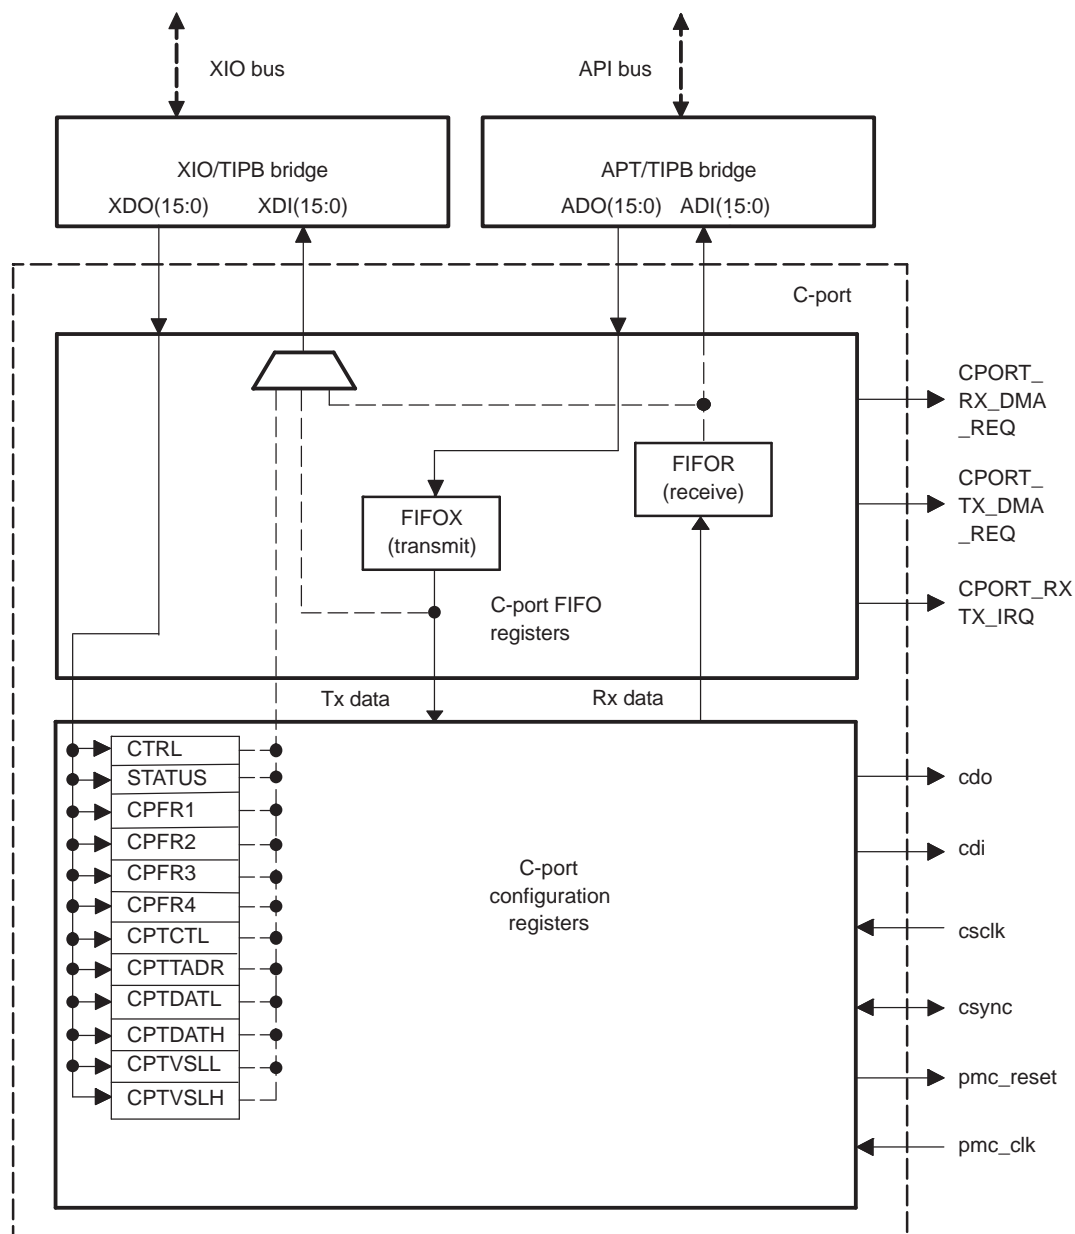 XIO bus
API bus
XIO/TIPB bridge
XDO(15:0) XDI(15:0)
APT/TIPB bridge
ADO(15:0) ADI(15:0)
C-port
CPORT_
RX_DMA
_REQ
FIFOR
(receive)
CPORT_
TX_DMA
_REQ
FIFOX
(transmit)
C-port FIFO
registers
CPORT_RX
TX_IRQ
Tx data
Rx data
CTRL
STATUS
CPFR1
CPFR2
CPFR3
CPFR4
CPTCTL
CPTTADR
CPTDATL
CPTDATH
CPTVSLL
CPTVSLH
C-port
configuration
registers
cdo
cdi
csclk
csync
pmc_reset
pmc_clk